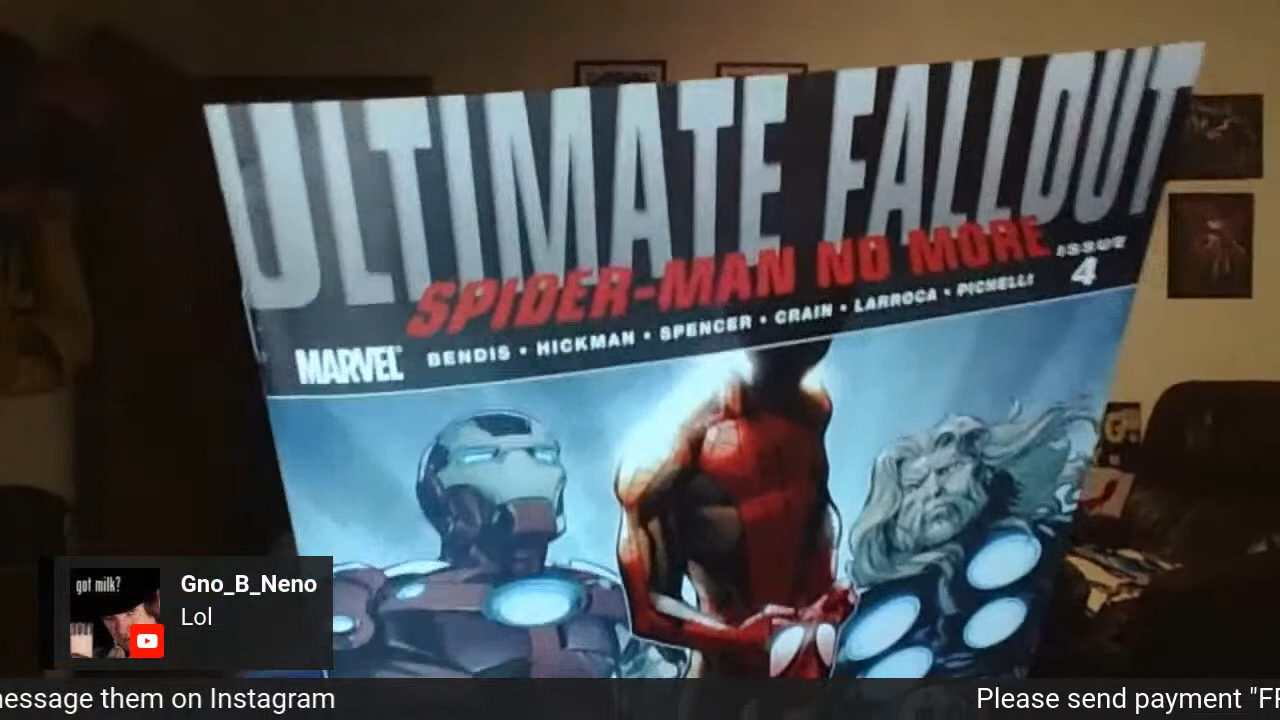 ULTIMATE FALLOUT
SPIDER-MAN NO MORE
ISSUE
4
MARVEL
BENDIS • HICKMAN • SPENCER • CRAIN • LARROCA • PICHELLI
got milk?
Gno_B_Neno
Lol
message them on Instagram
Please send payment "F